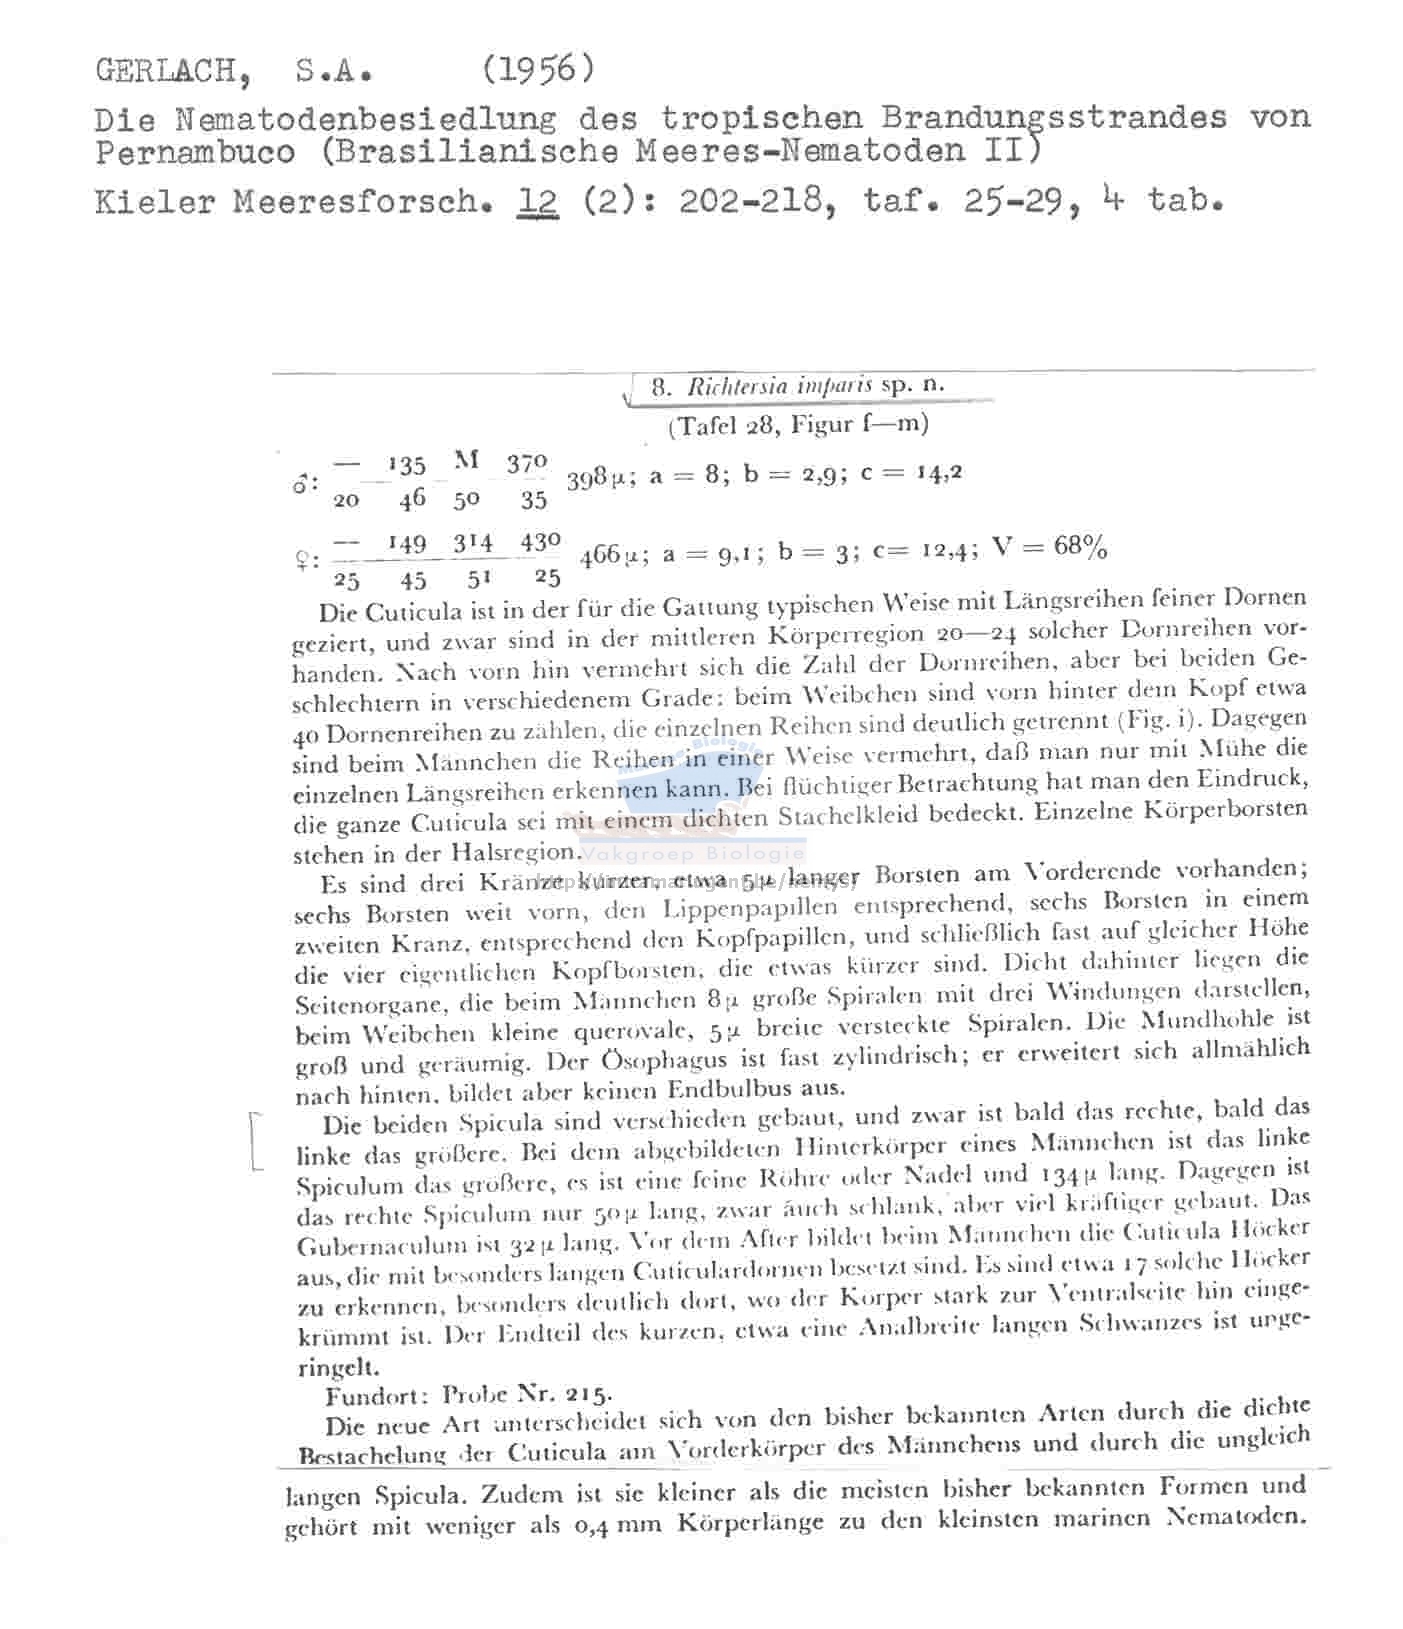 GERLACH, S.A. (1956)
Die Nematodenbesiedlung des tropischen Brandungsstrandes von
Pernambuco (Brasilianische Meeres-Nematoden II)
Kieler Meeresforsch. 12 (2): 202-218, taf. 25-29, 4 tab.
8. Richtersia imparis sp. n.
(Tafel 28, Figur f—m)
— 135 M 370
♂: 398µ; a = 8; b = 2,9; c = 14,2
20 46 50 35
— 149 314 430
♀: 466µ; a = 9,1; b = 3; c= 12,4; V = 68%
25 45 51 25
Die Cuticula ist in der für die Gattung typischen Weise mit Längsreihen feiner Dornen
geziert, und zwar sind in der mittleren Körperregion 20—24 solcher Dornreihen vor-
handen. Nach vorn hin vermehrt sich die Zahl der Dornreihen, aber bei beiden Ge-
schlechtern in verschiedenem Grade: beim Weibchen sind vorn hinter dem Kopf etwa
40 Dornenreihen zu zählen, die einzelnen Reihen sind deutlich getrennt (Fig. i). Dagegen
sind beim Männchen die Reihen in einer Weise vermehrt, daß man nur mit Mühe die
einzelnen Längsreihen erkennen kann. Bei flüchtiger Betrachtung hat man den Eindruck,
die ganze Cuticula sei mit einem dichten Stachelkleid bedeckt. Einzelne Körperborsten
stehen in der Halsregion.
Vakgroep Biologie
Es sind drei Kränze kurzer, etwa 5µ langer Borsten am Vorderende vorhanden;
sechs Borsten weit vorn, den Lippenpapillen entsprechend, sechs Borsten in einem
zweiten Kranz, entsprechend den Kopfpapillen, und schließlich fast auf gleicher Höhe
die vier eigentlichen Kopfborsten, die etwas kürzer sind. Dicht dahinter liegen die
Seitenorgane, die beim Männchen 8µ große Spiralen mit drei Windungen darstellen,
beim Weibchen kleine querovale, 5µ breite versteckte Spiralen. Die Mundhöhle ist
groß und geräumig. Der Ösophagus ist fast zylindrisch; er erweitert sich allmählich
nach hinten, bildet aber keinen Endbulbus aus.
Die beiden Spicula sind verschieden gebaut, und zwar ist bald das rechte, bald das
linke das größere. Bei dem abgebildeten Hinterkörper eines Männchen ist das linke
Spiculum das größere, es ist eine feine Röhre oder Nadel und 134µ lang. Dagegen ist
das rechte Spiculum nur 50µ lang, zwar auch schlank, aber viel kräftiger gebaut. Das
Gubernaculum ist 32µ lang. Vor dem After bildet beim Männchen die Cuticula Höcker
aus, die mit besonders langen Cuticulardornen besetzt sind. Es sind etwa 17 solche Höcker
zu erkennen, besonders deutlich dort, wo der Körper stark zur Ventralseite hin einge-
krümmt ist. Der Endteil des kurzen, etwa eine Analbreite langen Schwanzes ist unge-
ringelt.
Fundort: Probe Nr. 215.
Die neue Art unterscheidet sich von den bisher bekannten Arten durch die dichte
Bestachelung der Cuticula am Vorderkörper des Männchens und durch die ungleich
langen Spicula. Zudem ist sie kleiner als die meisten bisher bekannten Formen und
gehört mit weniger als 0,4 mm Körperlänge zu den kleinsten marinen Nematoden.